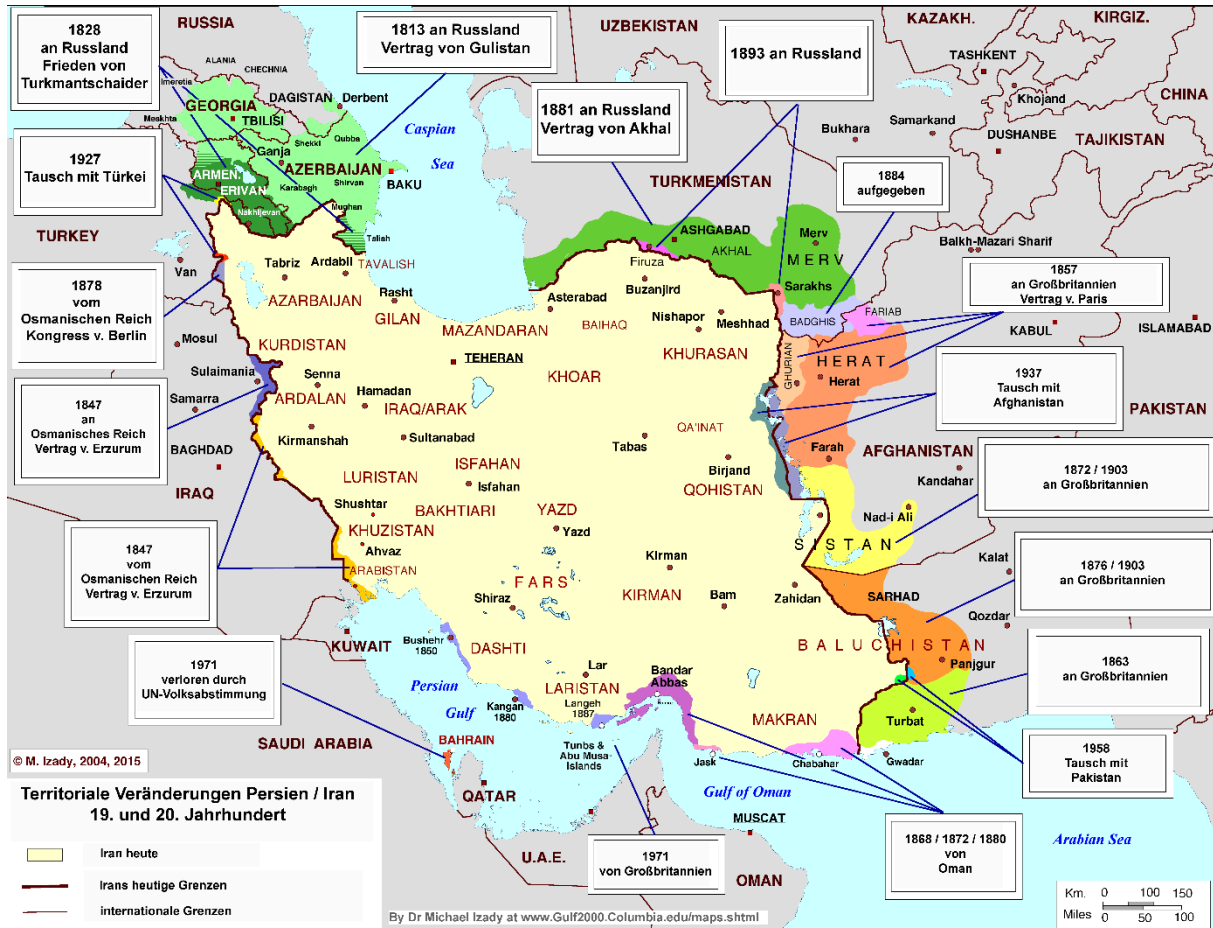 RUSSIA
UZBEKISTAN
KAZAKH.
KIRGIZ.
1828
an Russland
Frieden von
Turkmantschaider
1813 an Russland
Vertrag von Gulistan
1893 an Russland
1881 an Russland
Vertrag von Akhal
1927
Tausch mit Türkei
1884
aufgegeben
1878
vom
Osmanischen Reich
Kongress v. Berlin
1857
an Großbritannien
Vertrag v. Paris
1847
an
Osmanisches Reich
Vertrag v. Erzurum
1937
Tausch mit
Afghanistan
1872 / 1903
an Großbritannien
1847
vom
Osmanischen Reich
Vertrag v. Erzurum
1876 / 1903
an Großbritannien
1971
verloren durch
UN-Volksabstimmung
1863
an Großbritannien
1958
Tausch mit
Pakistan
1868 / 1872 / 1880
von
Oman
1971
von Großbritannien
ALANIA
CHECHNIA
Imeretia
DAGISTAN
Derbent
GEORGIA
TBILISI
Meskhta
Shekki
Qubba
Ganja
AZERBAIJAN
ARMEN.
ERIVAN
Karabagh
Shirvan
BAKU
Nakhijevan
Mughan
Talish
Caspian
Sea
TASHKENT
Khojand
CHINA
Samarkand
Bukhara
DUSHANBE
TAJIKISTAN
TURKMENISTAN
ASHGABAD
AKHAL
Firuza
Merv
MERV
Sarakhs
Balkh-Mazari Sharif
TURKEY
Van
Tabriz
Ardabil
TAVALISH
AZARBAIJAN
Rasht
GILAN
Asterabad
Buzanjird
MAZANDARAN
BAIHAQ
Nishapor
Meshhad
BADGHIS
FARIAB
KABUL
ISLAMABAD
Mosul
KURDISTAN
TEHERAN
KHOAR
KHURASAN
GHURIAN
HERAT
Herat
Sulaimania
Senna
Samarra
ARDALAN
Hamadan
IRAQ/ARAK
PAKISTAN
BAGHDAD
Kirmanshah
Sultanabad
Tabas
QA'INAT
Farah
AFGHANISTAN
IRAQ
LURISTAN
ISFAHAN
Isfahan
Birjand
QOHISTAN
Kandahar
Shushtar
BAKHTIARI
YAZD
Yazd
Nad-i Ali
KHUZISTAN
Ahvaz
SISTAN
ARABISTAN
Kirman
Kalat
FARS
KIRMAN
Zahidan
SARHAD
Shiraz
Bam
Qozdar
KUWAIT
Bushehr
1850
DASHTI
BALUCHISTAN
Panjgur
Persian
Gulf
Lar
LARISTAN
Bandar
Abbas
Kangan
1880
Langeh
1887
MAKRAN
Turbat
SAUDI ARABIA
BAHRAIN
Tunbs &
Abu Musa-
Islands
Jask
Chabahar
Gwadar
QATAR
Gulf of Oman
MUSCAT
U.A.E.
OMAN
Arabian Sea
© M. Izady, 2004, 2015
Territoriale Veränderungen Persien / Iran
19. und 20. Jahrhundert
Iran heute
Irans heutige Grenzen
internationale Grenzen
By Dr Michael Izady at www.Gulf2000.Columbia.edu/maps.shtml
Km. 0 100 150
Miles 0 50 100